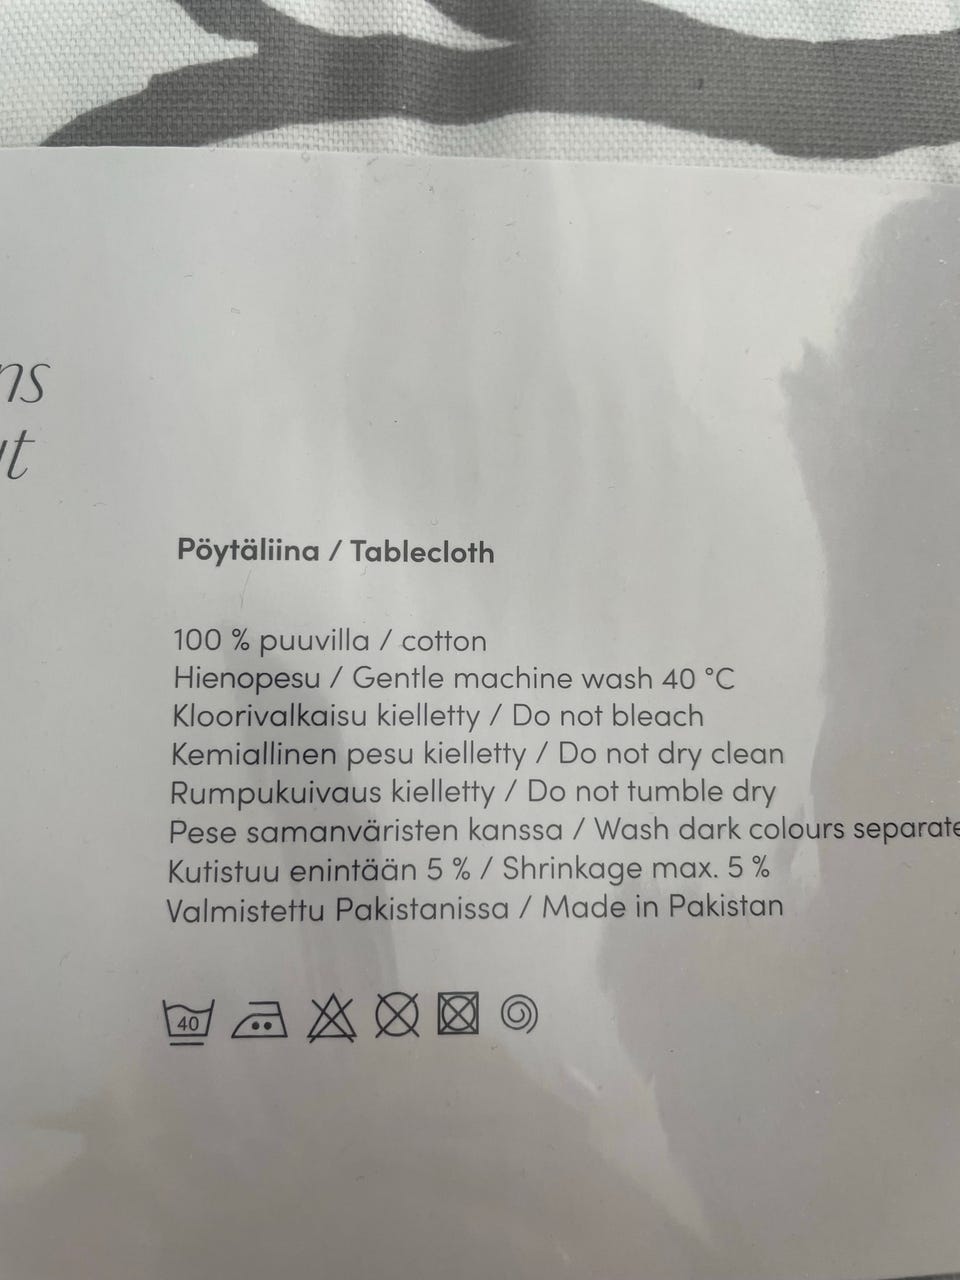 Pöytäliina / Tablecloth
100 % puuvilla / cotton
Hienopesu / Gentle machine wash 40 °C
Kloorivalkaisu kielletty / Do not bleach
Kemiallinen pesu kielletty / Do not dry clean
Rumpukuivaus kielletty / Do not tumble dry
Pese samanväristen kanssa / Wash dark colours separate
Kutistuu enintään 5 % / Shrinkage max. 5 %
Valmistettu Pakistanissa / Made in Pakistan
40